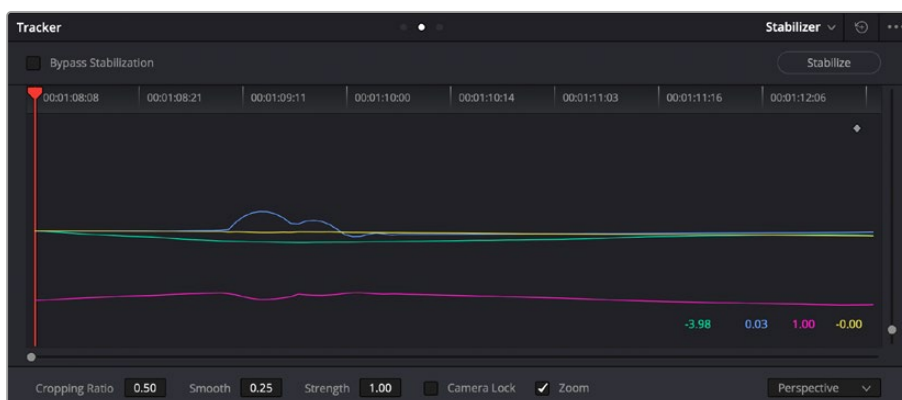 Tracker Stabilizer
Bypass Stabilization Stabilize
00:01:08:08 00:01:08:21 00:01:09:11 00:01:10:00 00:01:10:14 00:01:11:03 00:01:11:16 00:01:12:06
-3.98 0.03 1.00 -0.00
Cropping Ratio 0.50 Smooth 0.25 Strength 1.00 Camera Lock Zoom Perspective